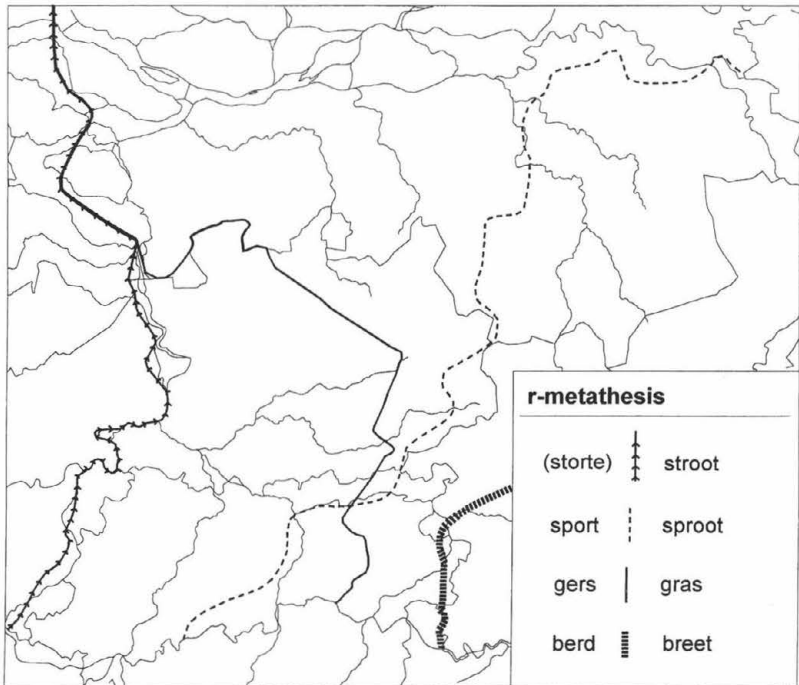 r-metathesis
(storte) stroot
sport sproot
gers gras
berd breet